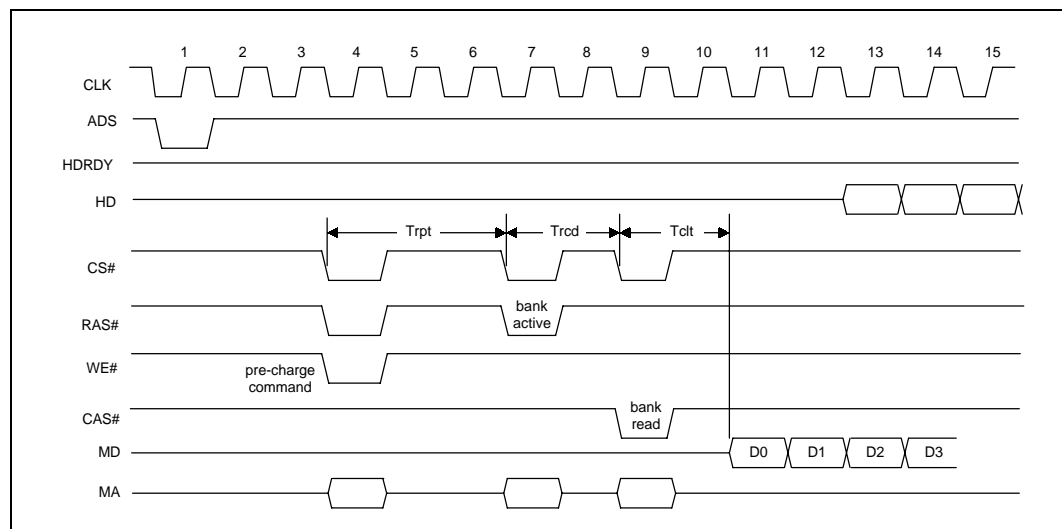 1 2 3 4 5 6 7 8 9 10 11 12 13 14 15
CLK
ADS
HDRDY
HD
Trpt Trcd Tclt
CS#
bank
active
RAS#
WE#
pre-charge
command
bank
read
CAS#
MD D0 D1 D2 D3
MA